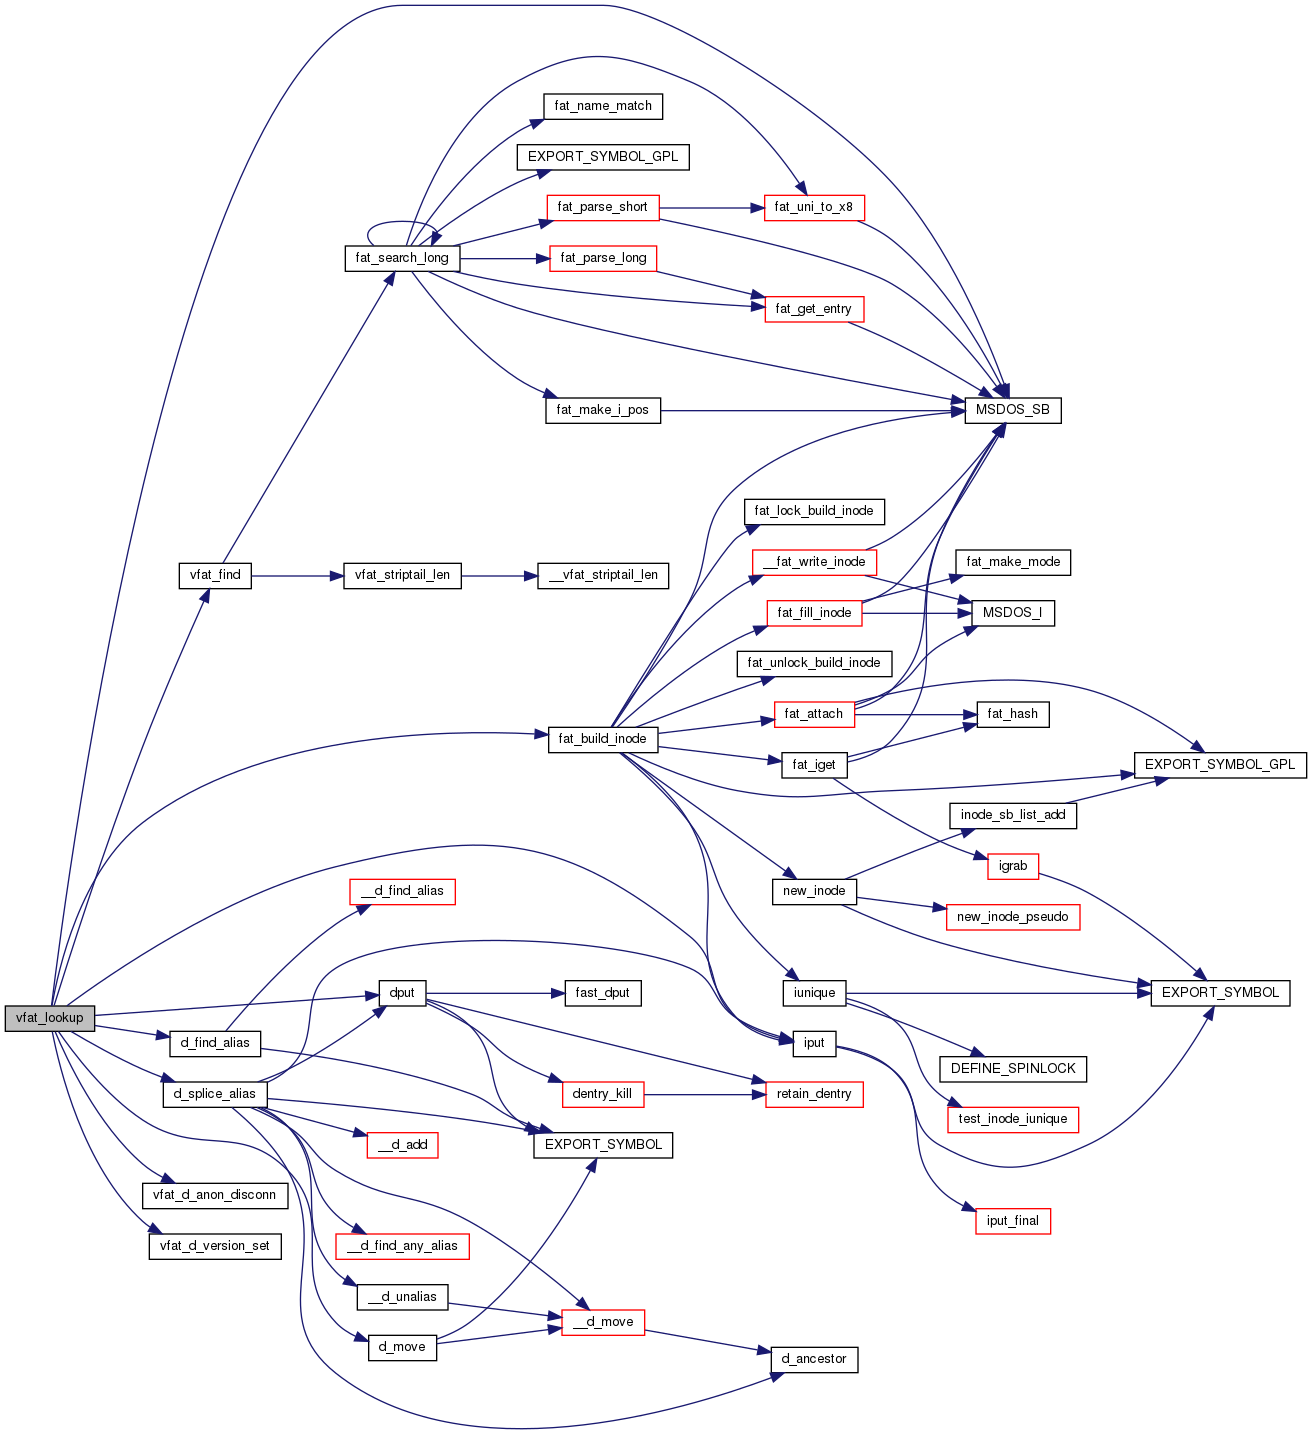 fat_name_match
EXPORT_SYMBOL_GPL
fat_parse_short
fat_uni_to_x8
fat_search_long
fat_parse_long
fat_get_entry
fat_make_i_pos
MSDOS_SB
fat_lock_build_inode
__fat_write_inode
fat_make_mode
vfat_find
vfat_striptail_len
__vfat_striptail_len
fat_fill_inode
MSDOS_I
fat_unlock_build_inode
fat_attach
fat_hash
fat_build_inode
fat_iget
EXPORT_SYMBOL_GPL
inode_sb_list_add
igrab
__d_find_alias
new_inode
new_inode_pseudo
dput
fast_dput
iunique
EXPORT_SYMBOL
vfat_lookup
d_find_alias
iput
DEFINE_SPINLOCK
d_splice_alias
dentry_kill
retain_dentry
test_inode_iunique
__d_add
EXPORT_SYMBOL
vfat_d_anon_disconn
iput_final
vfat_d_version_set
__d_find_any_alias
__d_unalias
__d_move
d_move
d_ancestor